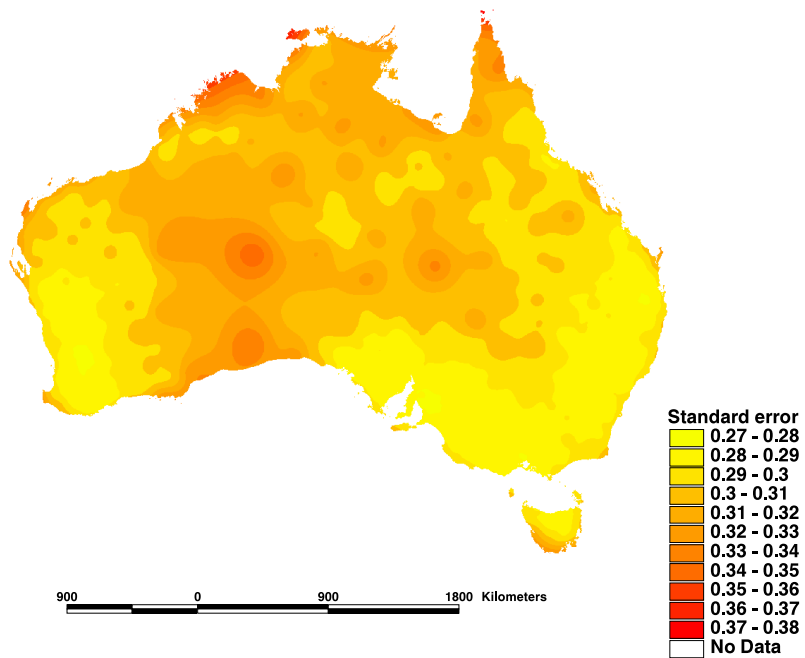 Standard error
0.27 - 0.28
0.28 - 0.29
0.29 - 0.3
0.3 - 0.31
0.31 - 0.32
0.32 - 0.33
0.33 - 0.34
0.34 - 0.35
0.35 - 0.36
0.36 - 0.37
0.37 - 0.38
No Data
900 0 900 1800 Kilometers